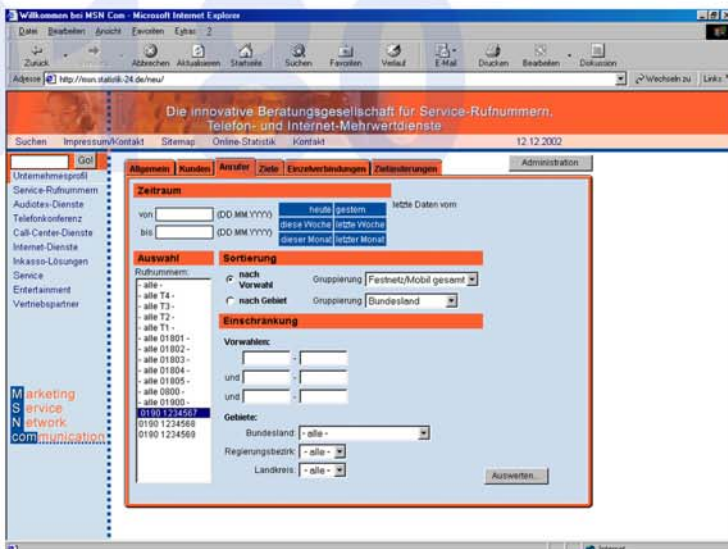 Willkommen bei MSN Com - Microsoft Internet Explorer
Datei Bearbeiten Ansicht Favoriten Extras ?
Zurück Abbrechen Aktualisieren Startseite Suchen Favoriten Verlauf E-Mail Drucken Bearbeiten Diskussion
Adresse http://msn.statistik-24.de/neu/ Wechseln zu Links
Die innovative Beratungsgesellschaft für Service-Rufnummern,
Telefon- und Internet-Mehrwertdienste
Suchen Impressum/Kontakt Sitemap Online-Statistik Kontakt 12.12.2002
Go!
Unternehmesprofil
Service-Rufnummern
Audiotex-Dienste
Telefonkonferenz
Call-Center-Dienste
Internet-Dienste
Inkasso-Lösungen
Service
Entertainment
Vertriebspartner
Marketing
Service
Network
communication
Allgemein Kunden Anrufer Ziele Einzelverbindungen Zieländerungen Administration
Zeitraum
von (DD.MM.YYYY) heute gestern letzte Daten vom
diese Woche letzte Woche
bis (DD.MM.YYYY) dieser Monat letzter Monat
Auswahl
Rufnummern:
- alle -
- alle T4 -
- alle T3 -
- alle T2 -
- alle T1 -
- alle 01801 -
- alle 01802 -
- alle 01803 -
- alle 01804 -
- alle 01805 -
- alle 0800 -
- alle 01900 -
0190 1234567
0190 1234568
0190 1234569
Sortierung
nach Vorwahl Gruppierung Festnetz/Mobil gesamt
nach Gebiet Gruppierung Bundesland
Einschränkung
Vorwahlen:
-
und -
und -
Gebiete:
Bundesland: - alle -
Regierungsbezirk: - alle -
Landkreis: - alle -
Auswerten...
Internet